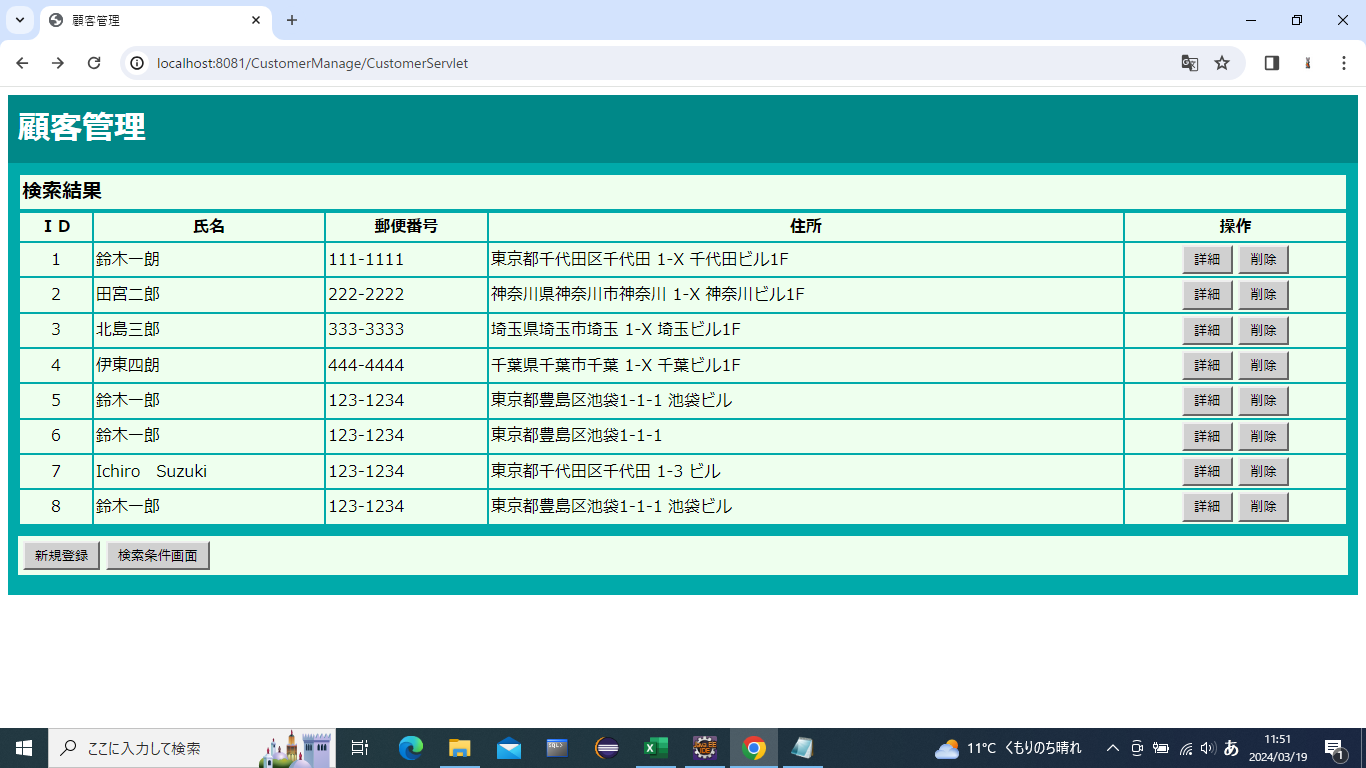 顧客管理
localhost:8081/CustomerManage/CustomerServlet
顧客管理
検索結果
ＩＤ 氏名 郵便番号 住所 操作
1 鈴木一朗 111-1111 東京都千代田区千代田 1-X 千代田ビル1F 詳細 削除
2 田宮二郎 222-2222 神奈川県神奈川市神奈川 1-X 神奈川ビル1F 詳細 削除
3 北島三郎 333-3333 埼玉県埼玉市埼玉 1-X 埼玉ビル1F 詳細 削除
4 伊東四朗 444-4444 千葉県千葉市千葉 1-X 千葉ビル1F 詳細 削除
5 鈴木一郎 123-1234 東京都豊島区池袋1-1-1 池袋ビル 詳細 削除
6 鈴木一郎 123-1234 東京都豊島区池袋1-1-1 詳細 削除
7 Ichiro　Suzuki 123-1234 東京都千代田区千代田 1-3 ビル 詳細 削除
8 鈴木一郎 123-1234 東京都豊島区池袋1-1-1 池袋ビル 詳細 削除
新規登録 検索条件画面
ここに入力して検索
11°C くもりのち晴れ
あ
11:51
2024/03/19
1